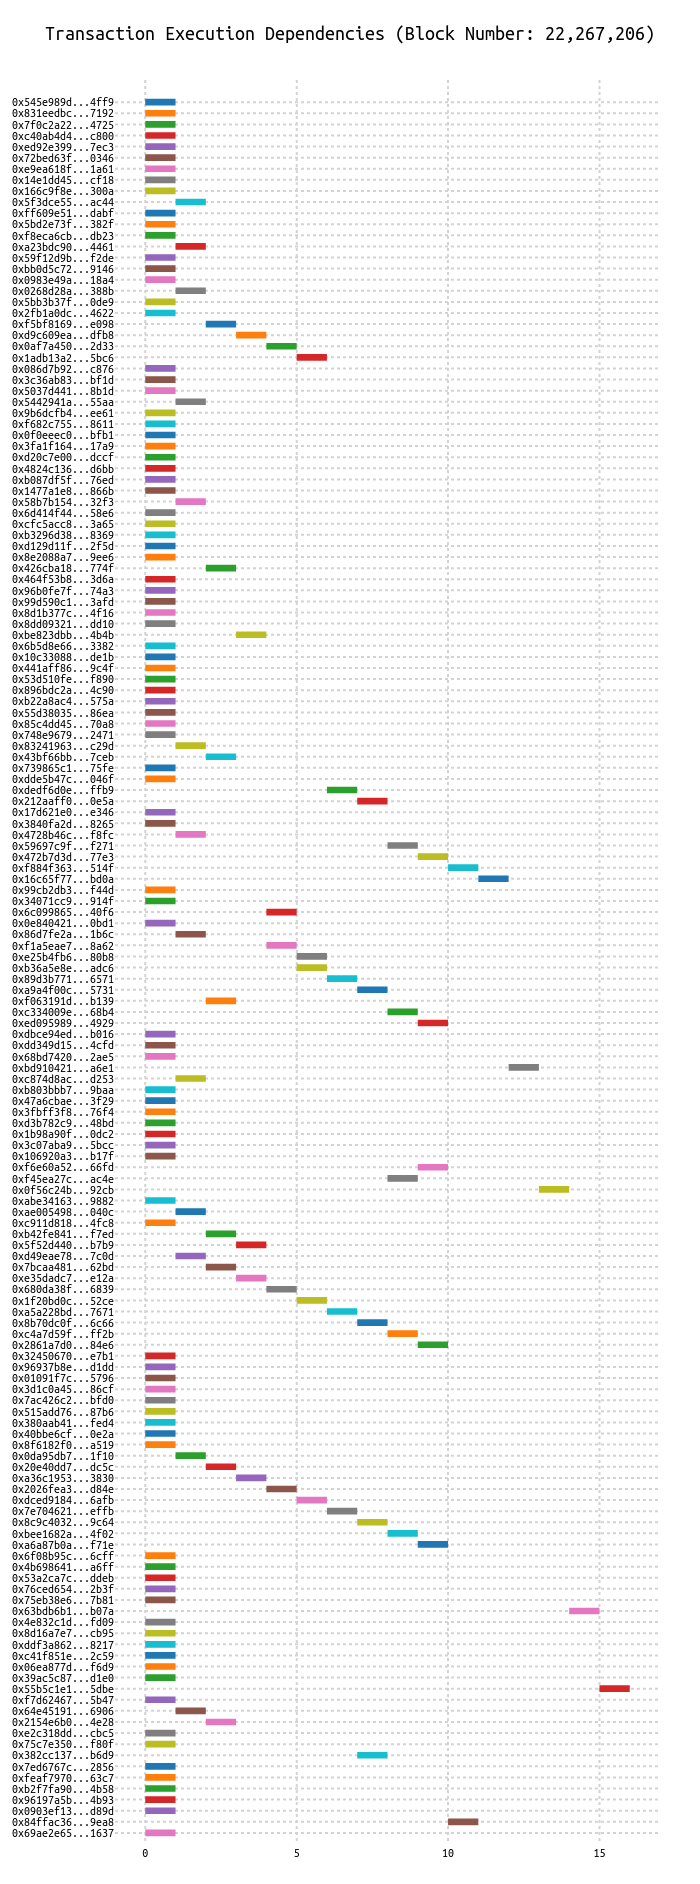 Transaction Execution Dependencies (Block Number: 22,267,206)
0x545e989d...4ff9
0x831eedbc...7192
0x7f0c2a22...4725
0xc40ab4d4...c800
0xed92e399...7ec3
0x72bed63f...0346
0xe9ea618f...1a61
0x14e1dd45...cf18
0x166c9f8e...300a
0x5f3dce55...ac44
0xff609e51...dabf
0x5bd2e73f...382f
0xf8eca6cb...db23
0xa23bdc90...4461
0x59f12d9b...f2de
0xbb0d5c72...9146
0x0983e49a...18a4
0x0268d28a...388b
0x5bb3b37f...0de9
0x2fb1a0dc...4622
0xf5bf8169...e098
0xd9c609ea...dfb8
0x0af7a450...2d33
0x1adb13a2...5bc6
0x086d7b92...c876
0x3c36ab83...bf1d
0x5037d441...8b1d
0x5442941a...55aa
0x9b6dcfb4...ee61
0xf682c755...8611
0x0f0eeec0...bfb1
0x3fa1f164...17a9
0xd20c7e00...dccf
0x4824c136...d6bb
0xb087df5f...76ed
0x1477a1e8...866b
0x58b7b154...32f3
0x6d414f44...58e6
0xcfc5acc8...3a65
0xb3296d38...8369
0xd129d11f...2f5d
0x8e2088a7...9ee6
0x426cba18...774f
0x464f53b8...3d6a
0x96b0fe7f...74a3
0x99d590c1...3afd
0x8d1b377c...4f16
0x8dd09321...dd10
0xbe823dbb...4b4b
0x6b5d8e66...3382
0x10c33088...de1b
0x441aff86...9c4f
0x53d510fe...f890
0x896bdc2a...4c90
0xb22a8ac4...575a
0x55d38035...86ea
0x85c4dd45...70a8
0x748e9679...2471
0x83241963...c29d
0x43bf66bb...7ceb
0x739865c1...75fe
0xdde5b47c...046f
0xdedf6d0e...ffb9
0x212aaff0...0e5a
0x17d621e0...e346
0x3840fa2d...8265
0x4728b46c...f8fc
0x59697c9f...f271
0x472b7d3d...77e3
0xf884f363...514f
0x16c65f77...bd0a
0x99cb2db3...f44d
0x34071cc9...914f
0x6c099865...40f6
0x0e840421...0bd1
0x86d7fe2a...1b6c
0xf1a5eae7...8a62
0xe25b4fb6...80b8
0xb36a5e8e...adc6
0x89d3b771...6571
0xa9a4f00c...5731
0xf063191d...b139
0xc334009e...68b4
0xed095989...4929
0xdbce94ed...b016
0xdd349d15...4cfd
0x68bd7420...2ae5
0xbd910421...a6e1
0xc874d8ac...d253
0xb803bbb7...9baa
0x47a6cbae...3f29
0x3fbff3f8...76f4
0xd3b782c9...48bd
0x1b98a90f...0dc2
0x3c07aba9...5bcc
0x106920a3...b17f
0xf6e60a52...66fd
0xf45ea27c...ac4e
0x0f56c24b...92cb
0xabe34163...9882
0xae005498...040c
0xc911d818...4fc8
0xb42fe841...f7ed
0x5f52d440...b7b9
0xd49eae78...7c0d
0x7bcaa481...62bd
0xe35dadc7...e12a
0x680da38f...6839
0x1f20bd0c...52ce
0xa5a228bd...7671
0x8b70dc0f...6c66
0xc4a7d59f...ff2b
0x2861a7d0...84e6
0x32450670...e7b1
0x96937b8e...d1dd
0x01091f7c...5796
0x3d1c0a45...86cf
0x7ac426c2...bfd0
0x515add76...87b6
0x380aab41...fed4
0x40bbe6cf...0e2a
0x8f6182f0...a519
0x0da95db7...1f10
0x20e40dd7...dc5c
0xa36c1953...3830
0x2026fea3...d84e
0xdced9184...6afb
0x7e704621...effb
0x8c9c4032...9c64
0xbee1682a...4f02
0xa6a87b0a...f71e
0x6f08b95c...6cff
0x4b698641...a6ff
0x53a2ca7c...ddeb
0x76ced654...2b3f
0x75eb38e6...7b81
0x63bdb6b1...b07a
0x4e832c1d...fd09
0x8d16a7e7...cb95
0xddf3a862...8217
0xc41f851e...2c59
0x06ea877d...f6d9
0x39ac5c87...d1e0
0x55b5c1e1...5dbe
0xf7d62467...5b47
0x64e45191...6906
0x2154e6b0...4e28
0xe2c318dd...cbc5
0x75c7e350...f80f
0x382cc137...b6d9
0x7ed6767c...2856
0xfeaf7970...63c7
0xb2f7fa90...4b58
0x96197a5b...4b93
0x0903ef13...d89d
0x84ffac36...9ea8
0x69ae2e65...1637
0 5 10 15